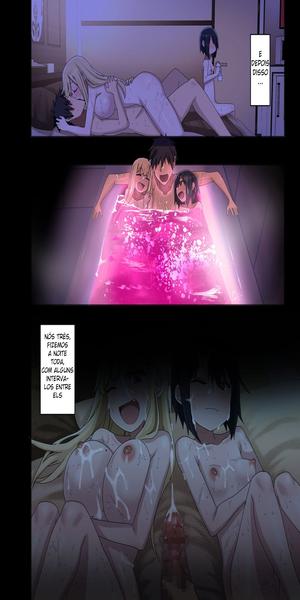 E
DEPOIS
DISSO
...
NÓS TRÊS,
FIZEMOS
A NOITE
TODA,
COM ALGUNS
INTERVA-
LOS
ENTRE
ELS